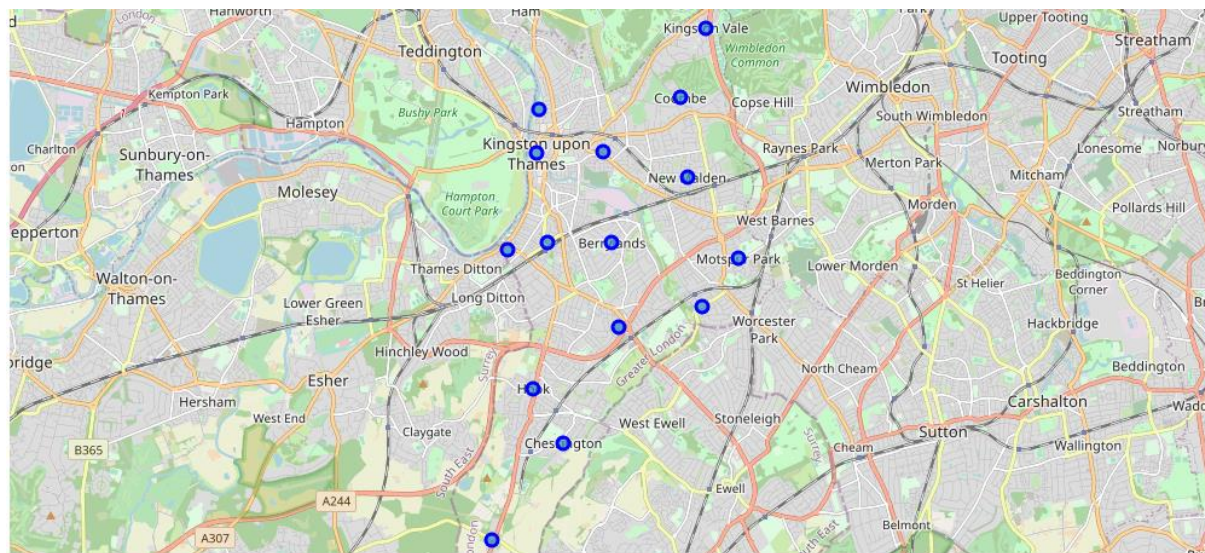 Hanworth
London
Ham
Kingston Vale
Park
Upper Tooting
Streatham
Teddington
Wimbledon
Common
Tooting
Kempton Park
Wimbledon
Bushy Park
Coombe
Copse Hill
Streatham
Hampton
South Wimbledon
Charlton
Sunbury-on-
Thames
Kingston upon
Thames
Raynes Park
Lonesome
Norbury
Merton Park
Mitcham
Molesey
New Malden
Hampton
Court Park
Morden
Pollards Hill
West Barnes
epperton
Berrylands
Thames Ditton
Motspur Park
Lower Morden
Walton-on-
Thames
St Helier
Beddington
Corner
Long Ditton
Lower Green
Esher
Worcester
Park
Hackbridge
Hinchley Wood
Surrey
Greater London
bridge
Esher
North Cheam
Beddington
Hersham
Hook
Carshalton
West End
West Ewell
Stoneleigh
Claygate
Sutton
Wallington
B365
Chessington
Surrey
Cheam
South East
Ewell
A244
London
South East
Belmont
A307